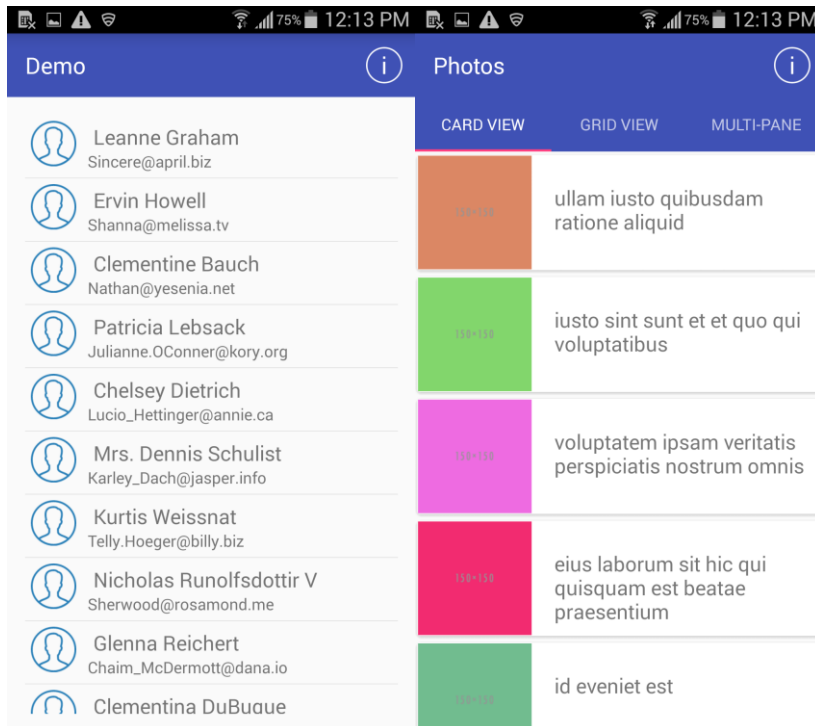 75% 12:13 PM
Demo
i
Leanne Graham
Sincere@april.biz
Ervin Howell
Shanna@melissa.tv
Clementine Bauch
Nathan@yesenia.net
Patricia Lebsack
Julianne.OConner@kory.org
Chelsey Dietrich
Lucio_Hettinger@annie.ca
Mrs. Dennis Schulist
Karley_Dach@jasper.info
Kurtis Weissnat
Telly.Hoeger@billy.biz
Nicholas Runolfsdottir V
Sherwood@rosamond.me
Glenna Reichert
Chaim_McDermott@dana.io
Clementina DuBuque
75% 12:13 PM
Photos
i
CARD VIEW GRID VIEW MULTI-PANE
150×150
ullam iusto quibusdam
ratione aliquid
150×150
iusto sint sunt et et quo qui
voluptatibus
150×150
voluptatem ipsam veritatis
perspiciatis nostrum omnis
150×150
eius laborum sit hic qui
quisquam est beatae
praesentium
150×150
id eveniet est